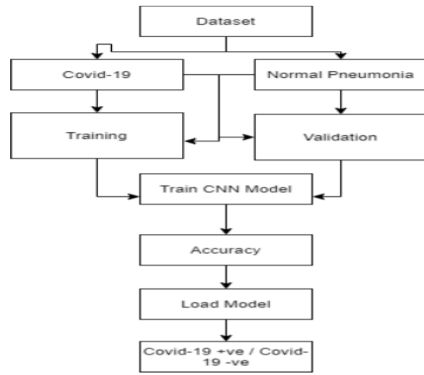 Dataset
Covid-19
Normal Pneumonia
Training
Validation
Train CNN Model
Accuracy
Load Model
Covid-19 +ve / Covid-
19 -ve